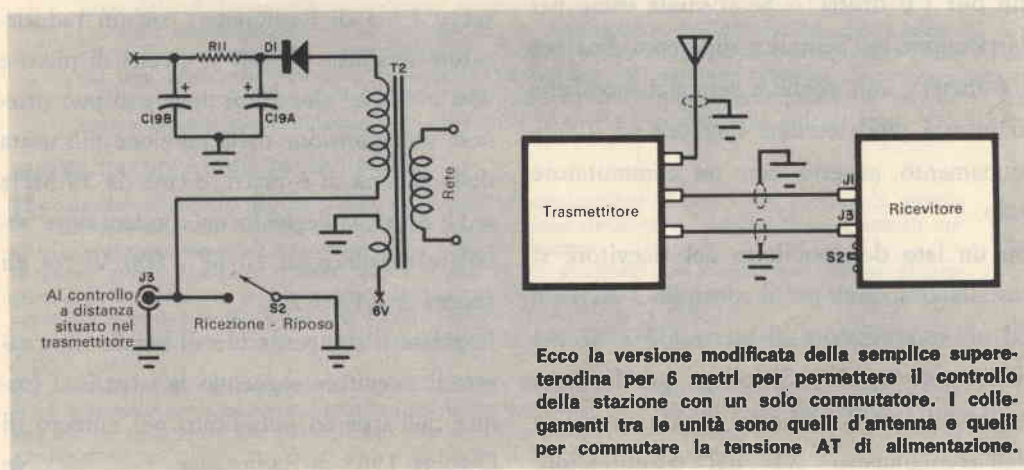 R11
D1
T2
C19B
C19A
Rete
J3
Al controllo
a distanza
situato nel
trasmettitore
S2
Ricezione - Riposo
6V
Trasmettitore
J1
J3
S2
Ricevitore
Ecco la versione modificata della semplice supere-
terodina per 6 metri per permettere il controllo
della stazione con un solo commutatore. I colle-
gamenti tra le unità sono quelli d'antenna e quelli
per commutare la tensione AT di alimentazione.